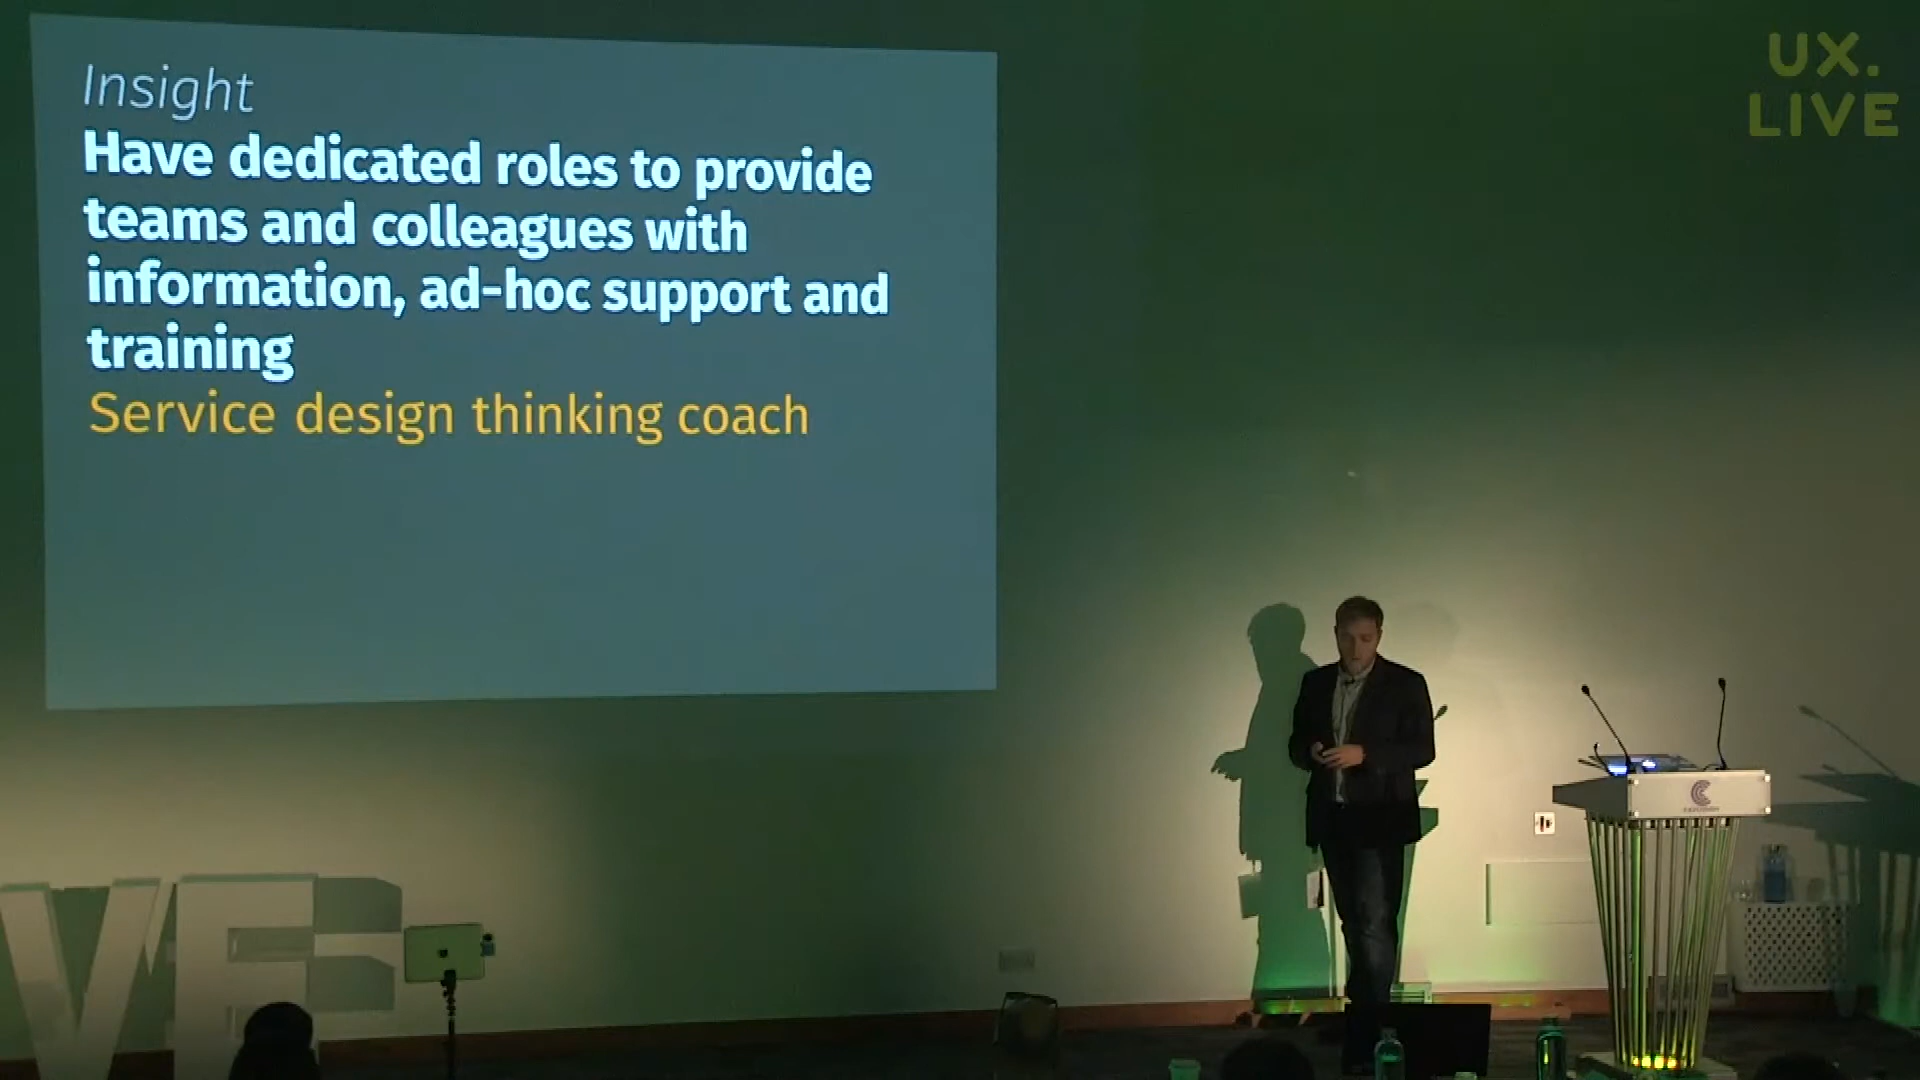 Insight
Have dedicated roles to provide
teams and colleagues with
information, ad-hoc support and
training
Service design thinking coach
UX.
LIVE
VE